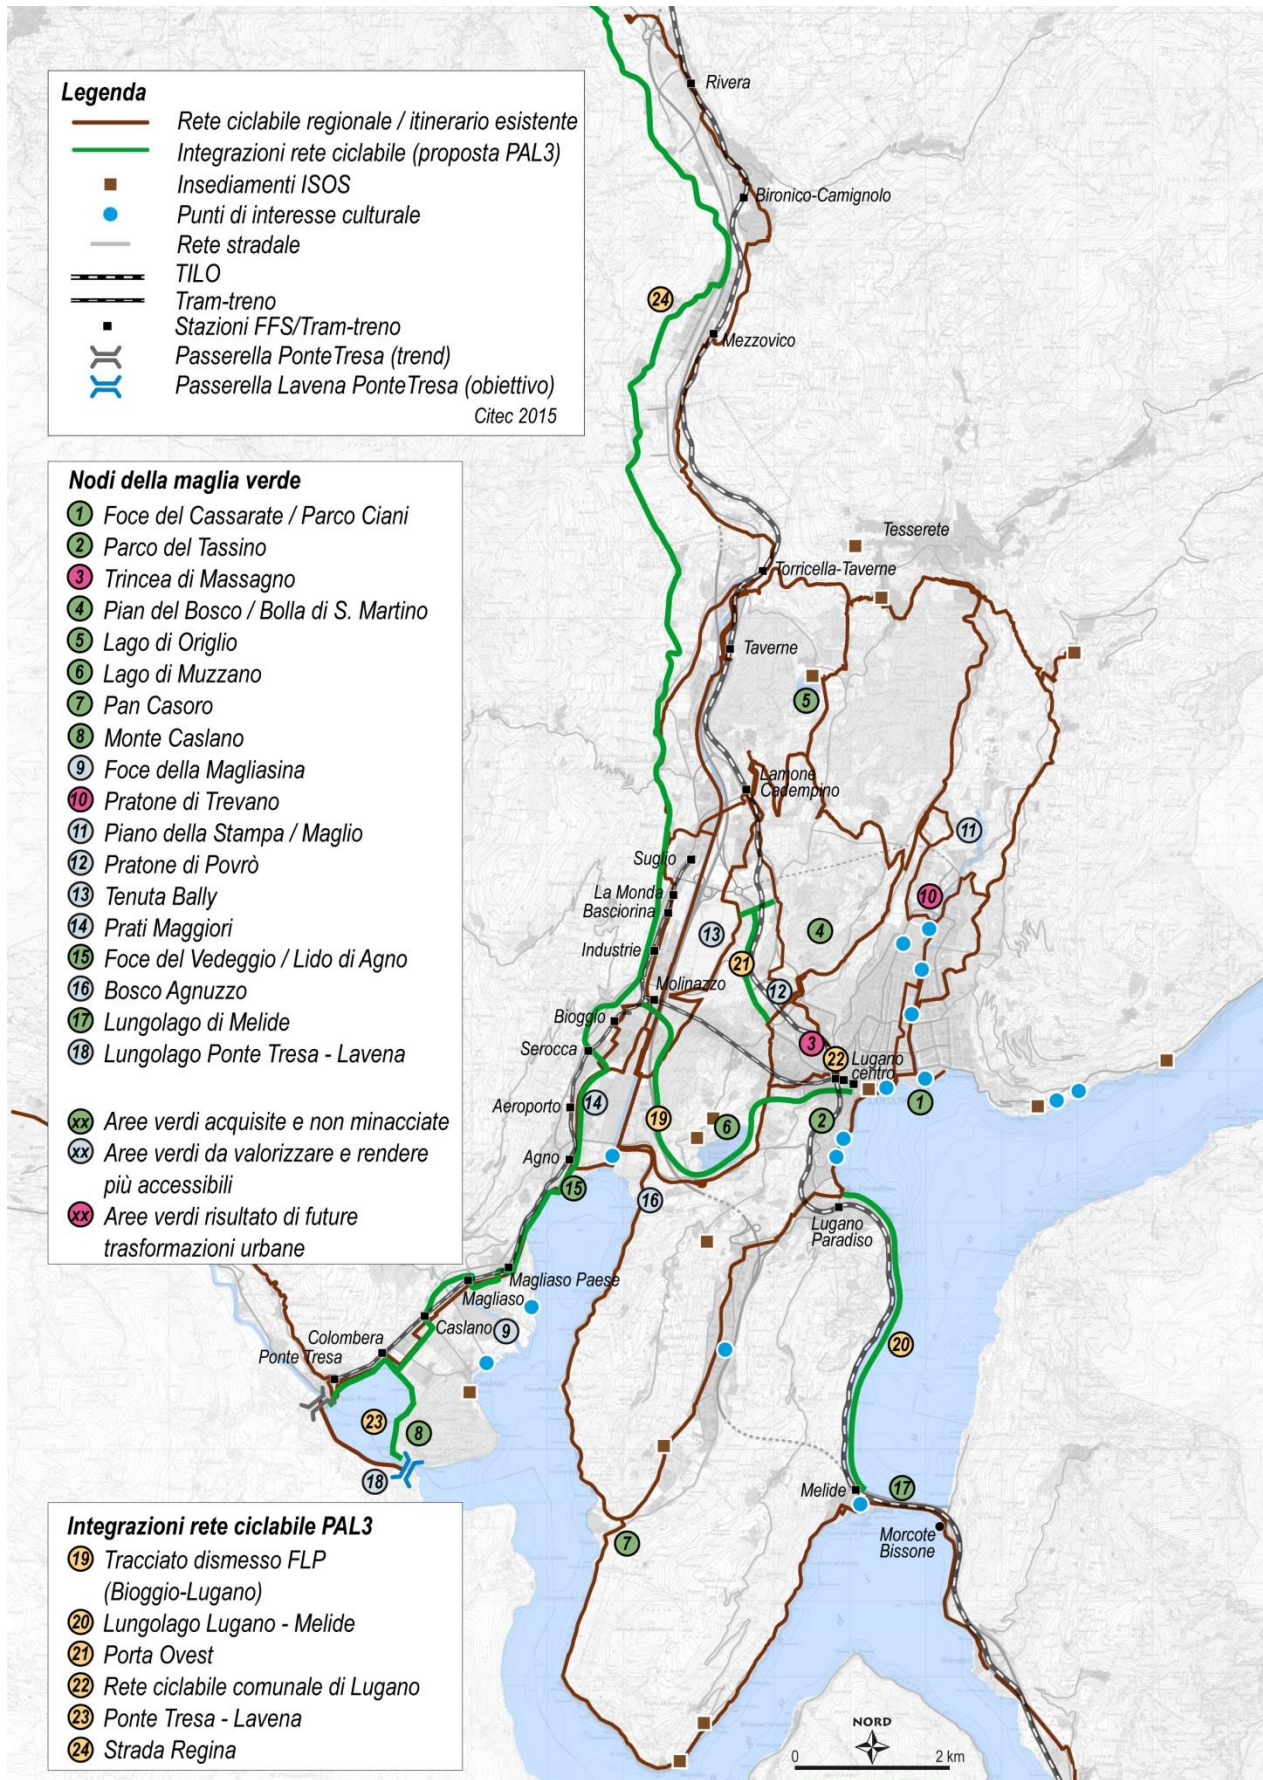 Legenda
Rete ciclabile regionale / itinerario esistente
Integrazioni rete ciclabile (proposta PAL3)
Insediamenti ISOS
Punti di interesse culturale
Rete stradale
TILO
Tram-treno
Stazioni FFS/Tram-treno
Passerella PonteTresa (trend)
Passerella Lavena PonteTresa (obiettivo)
Citec 2015
Nodi della maglia verde
1 Foce del Cassarate / Parco Ciani
2 Parco del Tassino
3 Trincea di Massagno
4 Pian del Bosco / Bolla di S. Martino
5 Lago di Origlio
6 Lago di Muzzano
7 Pan Casoro
8 Monte Caslano
9 Foce della Magliasina
10 Pratone di Trevano
11 Piano della Stampa / Maglio
12 Pratone di Povrò
13 Tenuta Bally
14 Prati Maggiori
15 Foce del Vedeggio / Lido di Agno
16 Bosco Agnuzzo
17 Lungolago di Melide
18 Lungolago Ponte Tresa - Lavena
xx Aree verdi acquisite e non minacciate
xx Aree verdi da valorizzare e rendere
più accessibili
xx Aree verdi risultato di future
trasformazioni urbane
Integrazioni rete ciclabile PAL3
19 Tracciato dismesso FLP
(Bioggio-Lugano)
20 Lungolago Lugano - Melide
21 Porta Ovest
22 Rete ciclabile comunale di Lugano
23 Ponte Tresa - Lavena
24 Strada Regina
Rivera
Bironico-Camignolo
24
Mezzovico
Tesserete
Torricella-Taverne
Taverne
5
Lamone
Cadempino
11
Suglio
La Monda
Basciorina
10
13
4
Industrie
21
12
Molinazzo
Bioggio
3
Serocca
22
Lugano
centro
Aeroporto
14
19
6
2
1
Agno
15
16
Lugano
Paradiso
Magliaso Paese
Magliaso
Caslano
9
Colombera
Ponte Tresa
20
23
8
18
Melide
17
Morcote
Bissone
7
NORD
0
2 km